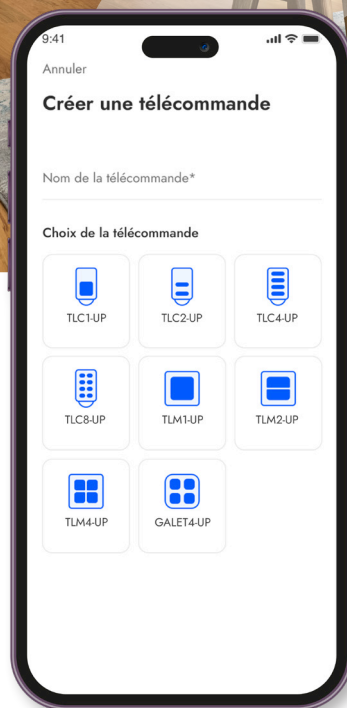 9:41
Annuler
Créer une télécommande
Nom de la télécommande*
Choix de la télécommande
TLC1-UP
TLC2-UP
TLC4-UP
TLC8-UP
TLM1-UP
TLM2-UP
TLM4-UP
GALET4-UP